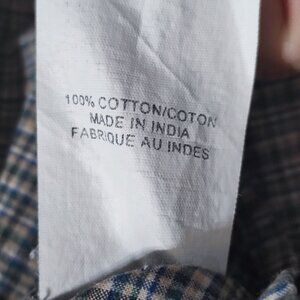 100% COTTON/COTON
MADE IN INDIA
FABRIQUE AU INDES